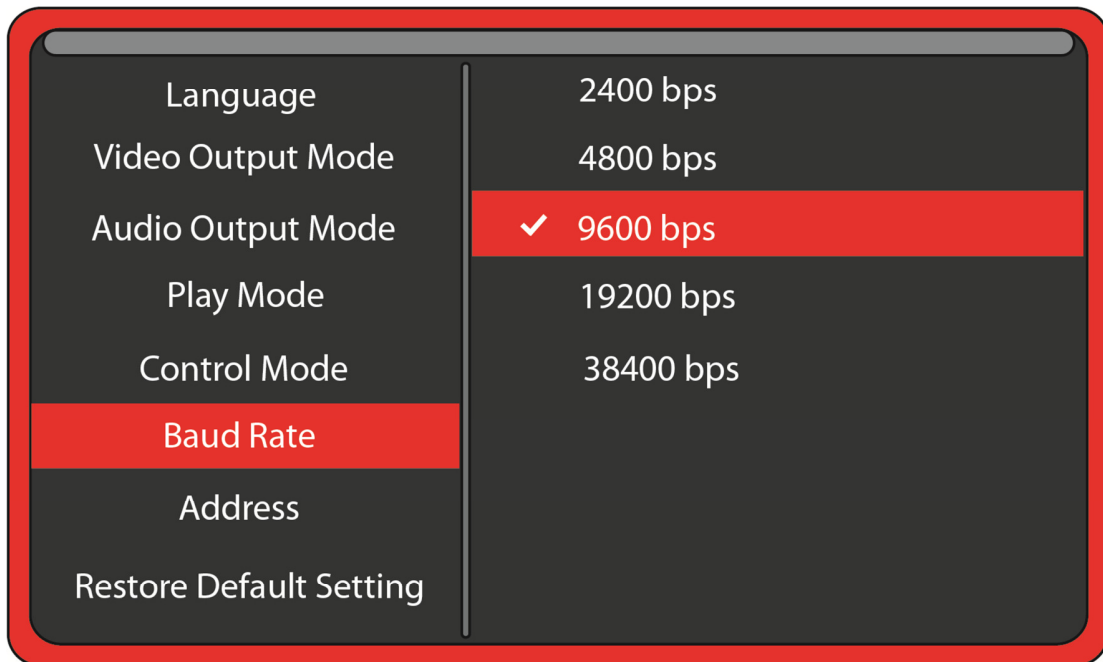 Language
Video Output Mode
Audio Output Mode
Play Mode
Control Mode
Baud Rate
Address
Restore Default Setting
2400 bps
4800 bps
9600 bps
19200 bps
38400 bps